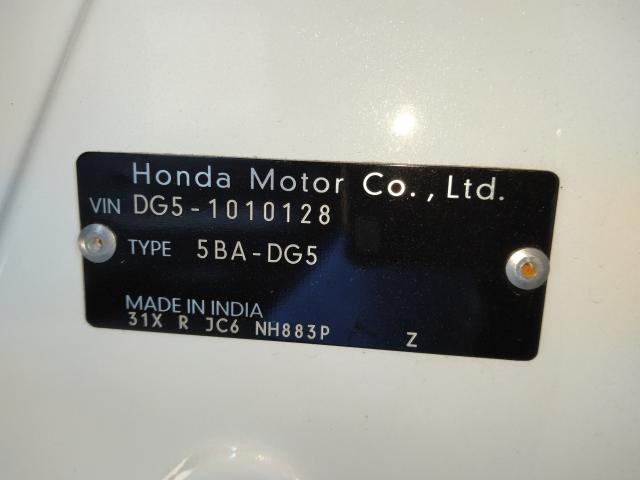 Honda Motor Co., Ltd.
VIN DG5-1010128
TYPE 5BA-DG5
MADE IN INDIA
31X R JC6 NH883P Z